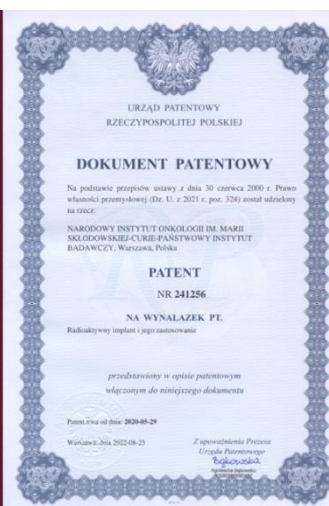 URZĄD PATENTOWY
RZECZYPOSPOLITEJ POLSKIEJ
DOKUMENT PATENTOWY
Na podstawie przepisów ustawy z dnia 30 czerwca 2000 r. Prawo
własności przemysłowej (Dz. U. z 2021 r. poz. 324) został udzielony
na rzecz:
NARODOWY INSTYTUT ONKOLOGII IM. MARII
SKŁODOWSKIEJ-CURIE-PAŃSTWOWY INSTYTUT
BADAWCZY, Warszawa, Polska
PATENT
NR 241256
NA WYNALAZEK PT.
Radioaktywny implant i jego zastosowanie
przedstawiony w opisie patentowym
włączonym do niniejszego dokumentu
Patent trwa od dnia: 2020-05-29
Warszawa, dnia 2022-08-25
Z upoważnienia Prezesa
Urzędu Patentowego